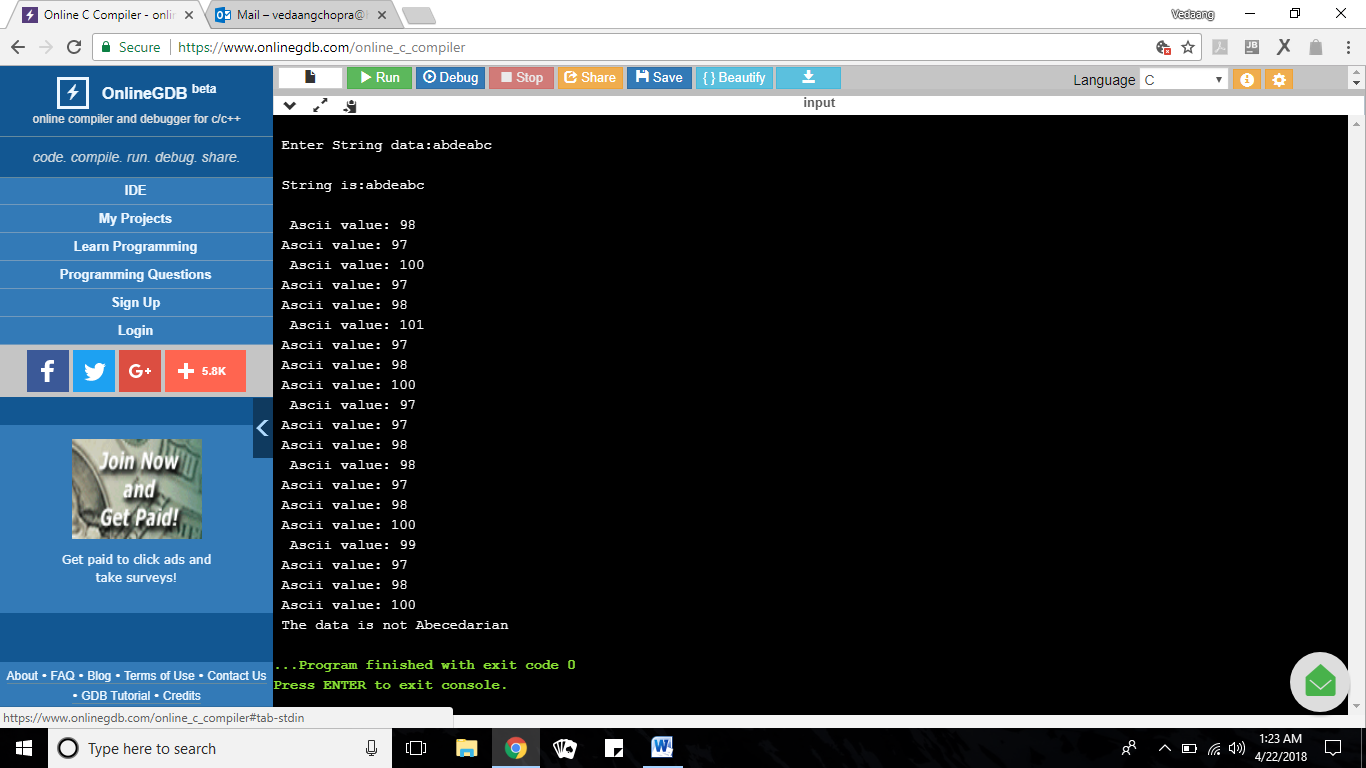 Online C Compiler - onlin
Mail – vedaangchopra@
Vedaang
Secure | https://www.onlinegdb.com/online_c_compiler
OnlineGDB beta
online compiler and debugger for c/c++
code. compile. run. debug. share.
IDE
My Projects
Learn Programming
Programming Questions
Sign Up
Login
f G+ + 5.8K
Join Now
and
Get Paid!
Get paid to click ads and
take surveys!
About • FAQ • Blog • Terms of Use • Contact Us
• GDB Tutorial • Credits
https://www.onlinegdb.com/online_c_compiler#tab-stdin
Run Debug Stop Share Save { } Beautify
Language C
input
Enter String data:abdeabc
String is:abdeabc
Ascii value: 98
Ascii value: 97
Ascii value: 100
Ascii value: 97
Ascii value: 98
Ascii value: 101
Ascii value: 97
Ascii value: 98
Ascii value: 100
Ascii value: 97
Ascii value: 97
Ascii value: 98
Ascii value: 98
Ascii value: 97
Ascii value: 98
Ascii value: 100
Ascii value: 99
Ascii value: 97
Ascii value: 98
Ascii value: 100
The data is not Abecedarian
...Program finished with exit code 0
Press ENTER to exit console.
Type here to search
1:23 AM
4/22/2018